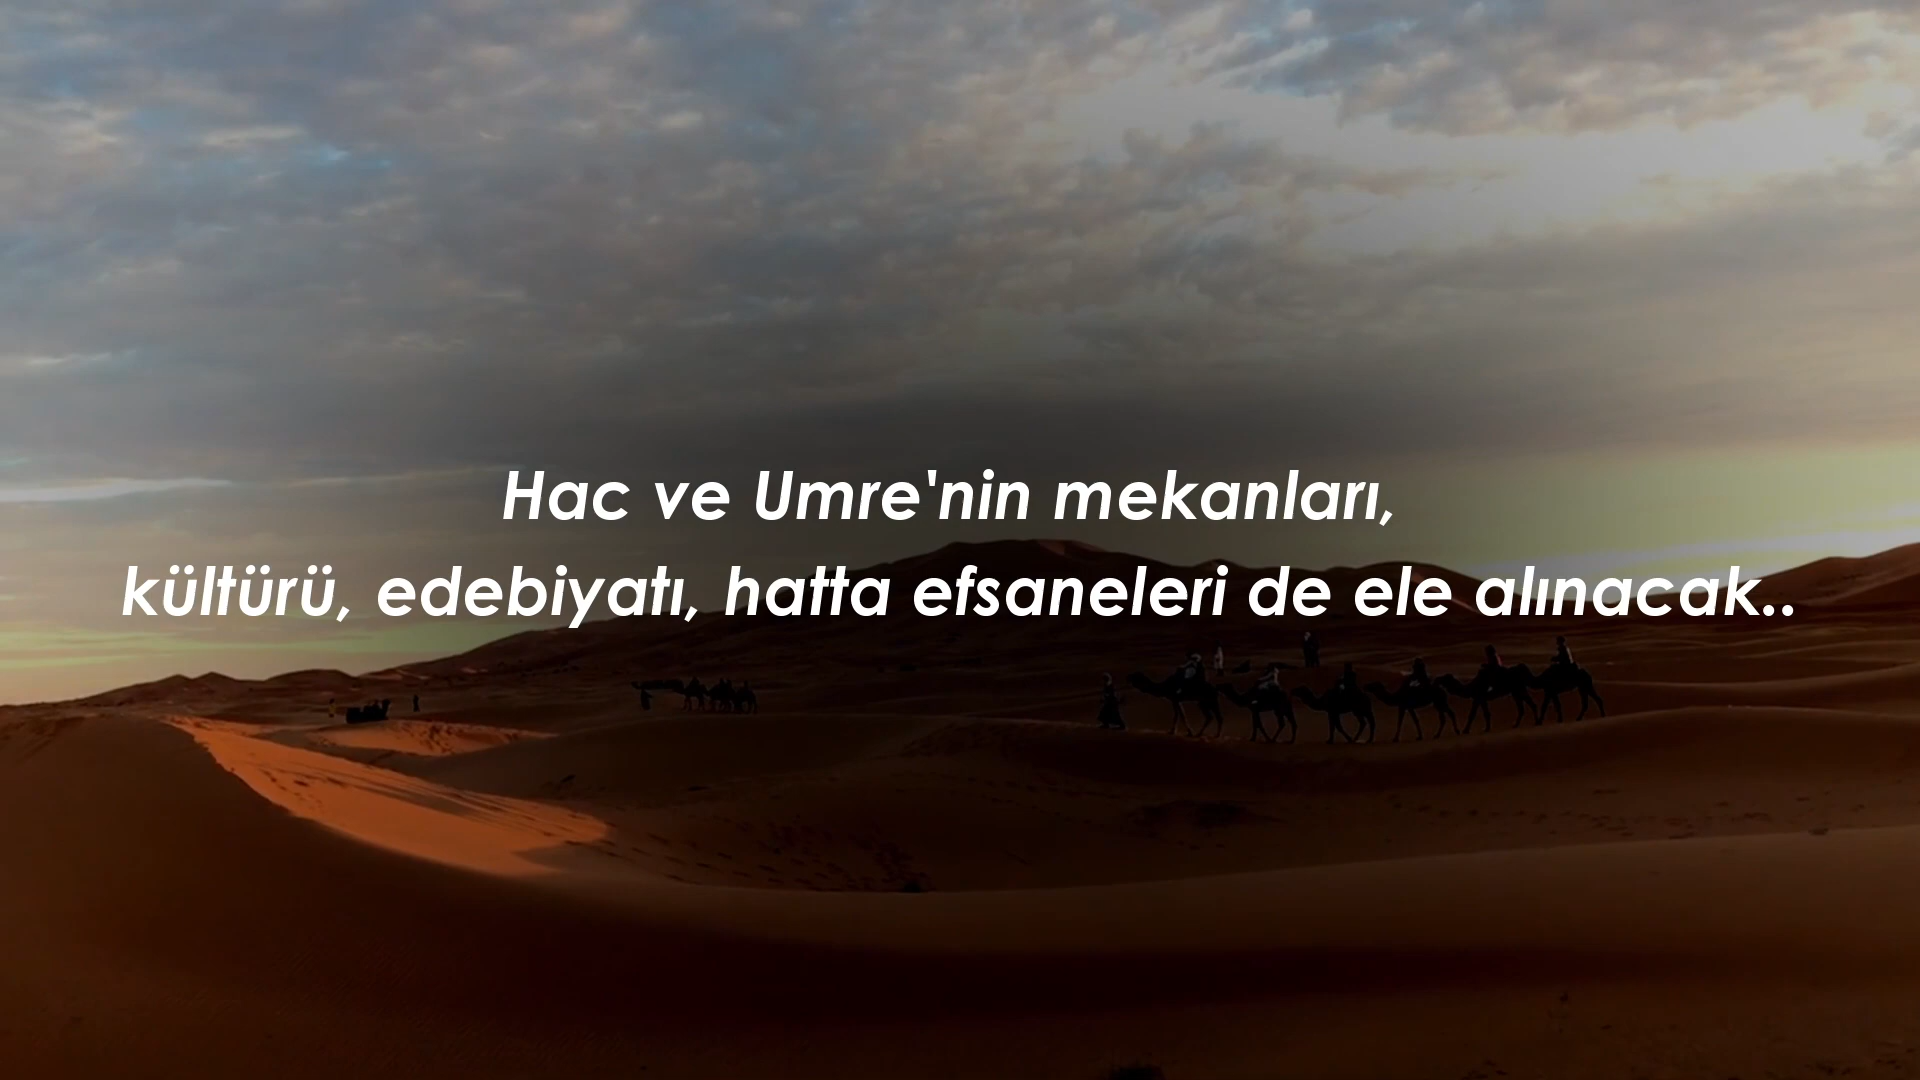 Hac ve Umre'nin mekanları,
kültürü, edebiyatı, hatta efsaneleri de ele alınacak..